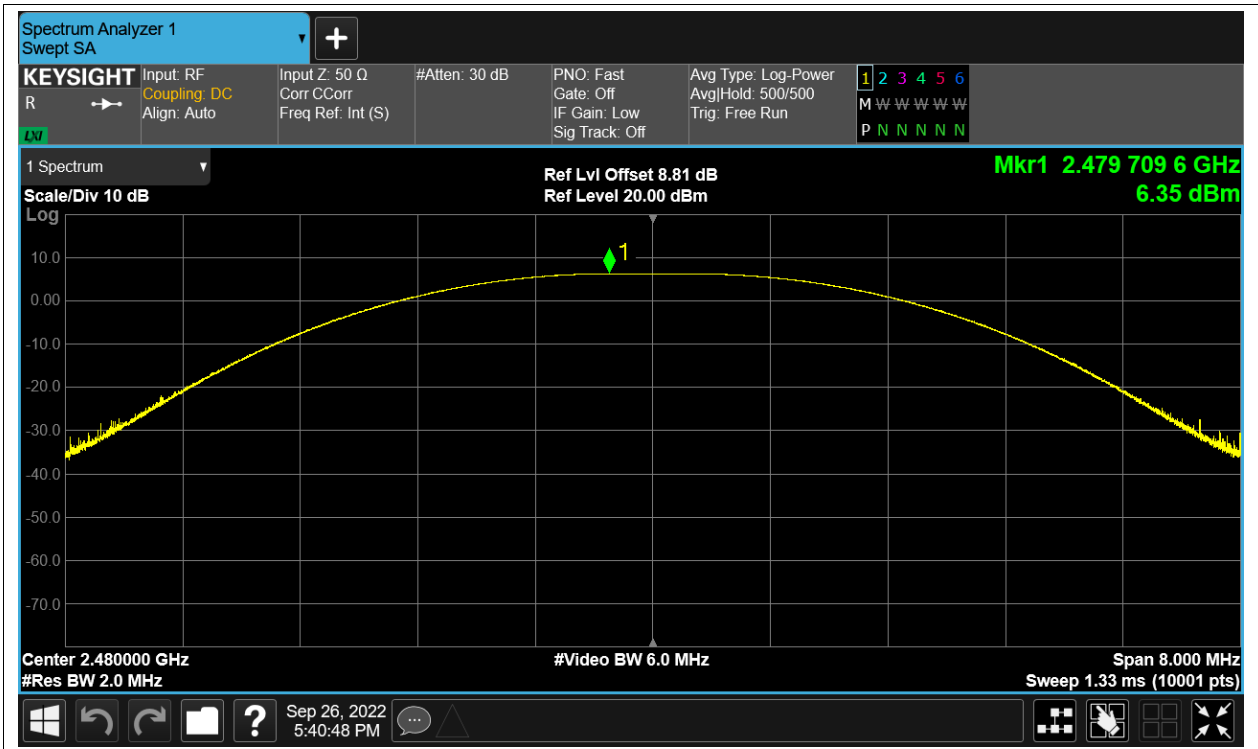 Spectrum Analyzer 1
Swept SA
KEYSIGHT
R
LXI
Input: RF
Coupling: DC
Align: Auto
Input Z: 50 Ω
Corr CCorr
Freq Ref: Int (S)
#Atten: 30 dB
PNO: Fast
Gate: Off
IF Gain: Low
Sig Track: Off
Avg Type: Log-Power
Avg|Hold: 500/500
Trig: Free Run
1 2 3 4 5 6
M W W W W W
P N N N N N
1 Spectrum
Scale/Div 10 dB
Log
Ref Lvl Offset 8.81 dB
Ref Level 20.00 dBm
Mkr1 2.479 709 6 GHz
6.35 dBm
1
10.0
0.00
-10.0
-20.0
-30.0
-40.0
-50.0
-60.0
-70.0
Center 2.480000 GHz
#Video BW 6.0 MHz
Span 8.000 MHz
#Res BW 2.0 MHz
Sweep 1.33 ms (10001 pts)
?
Sep 26, 2022
5:40:48 PM